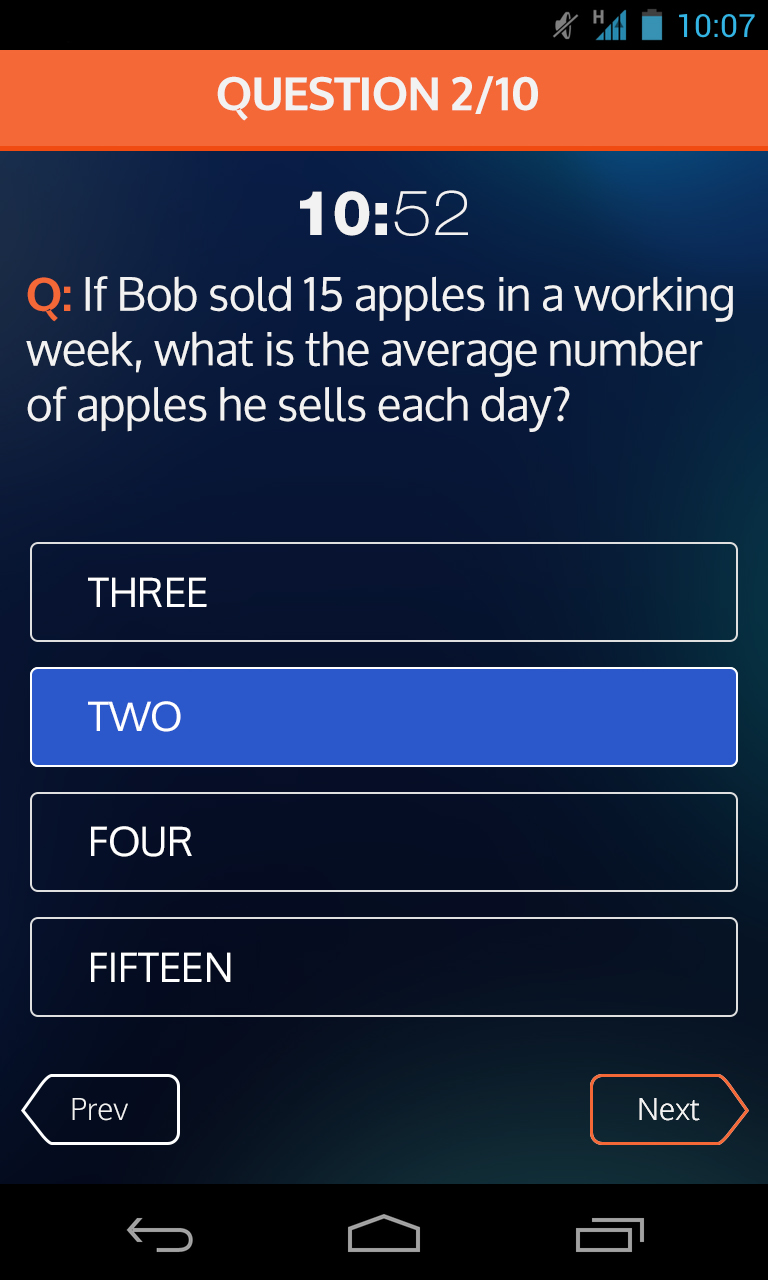 H 10:07
QUESTION 2/10
10:52
Q: If Bob sold 15 apples in a working
week, what is the average number
of apples he sells each day?
THREE
TWO
FOUR
FIFTEEN
Prev Next